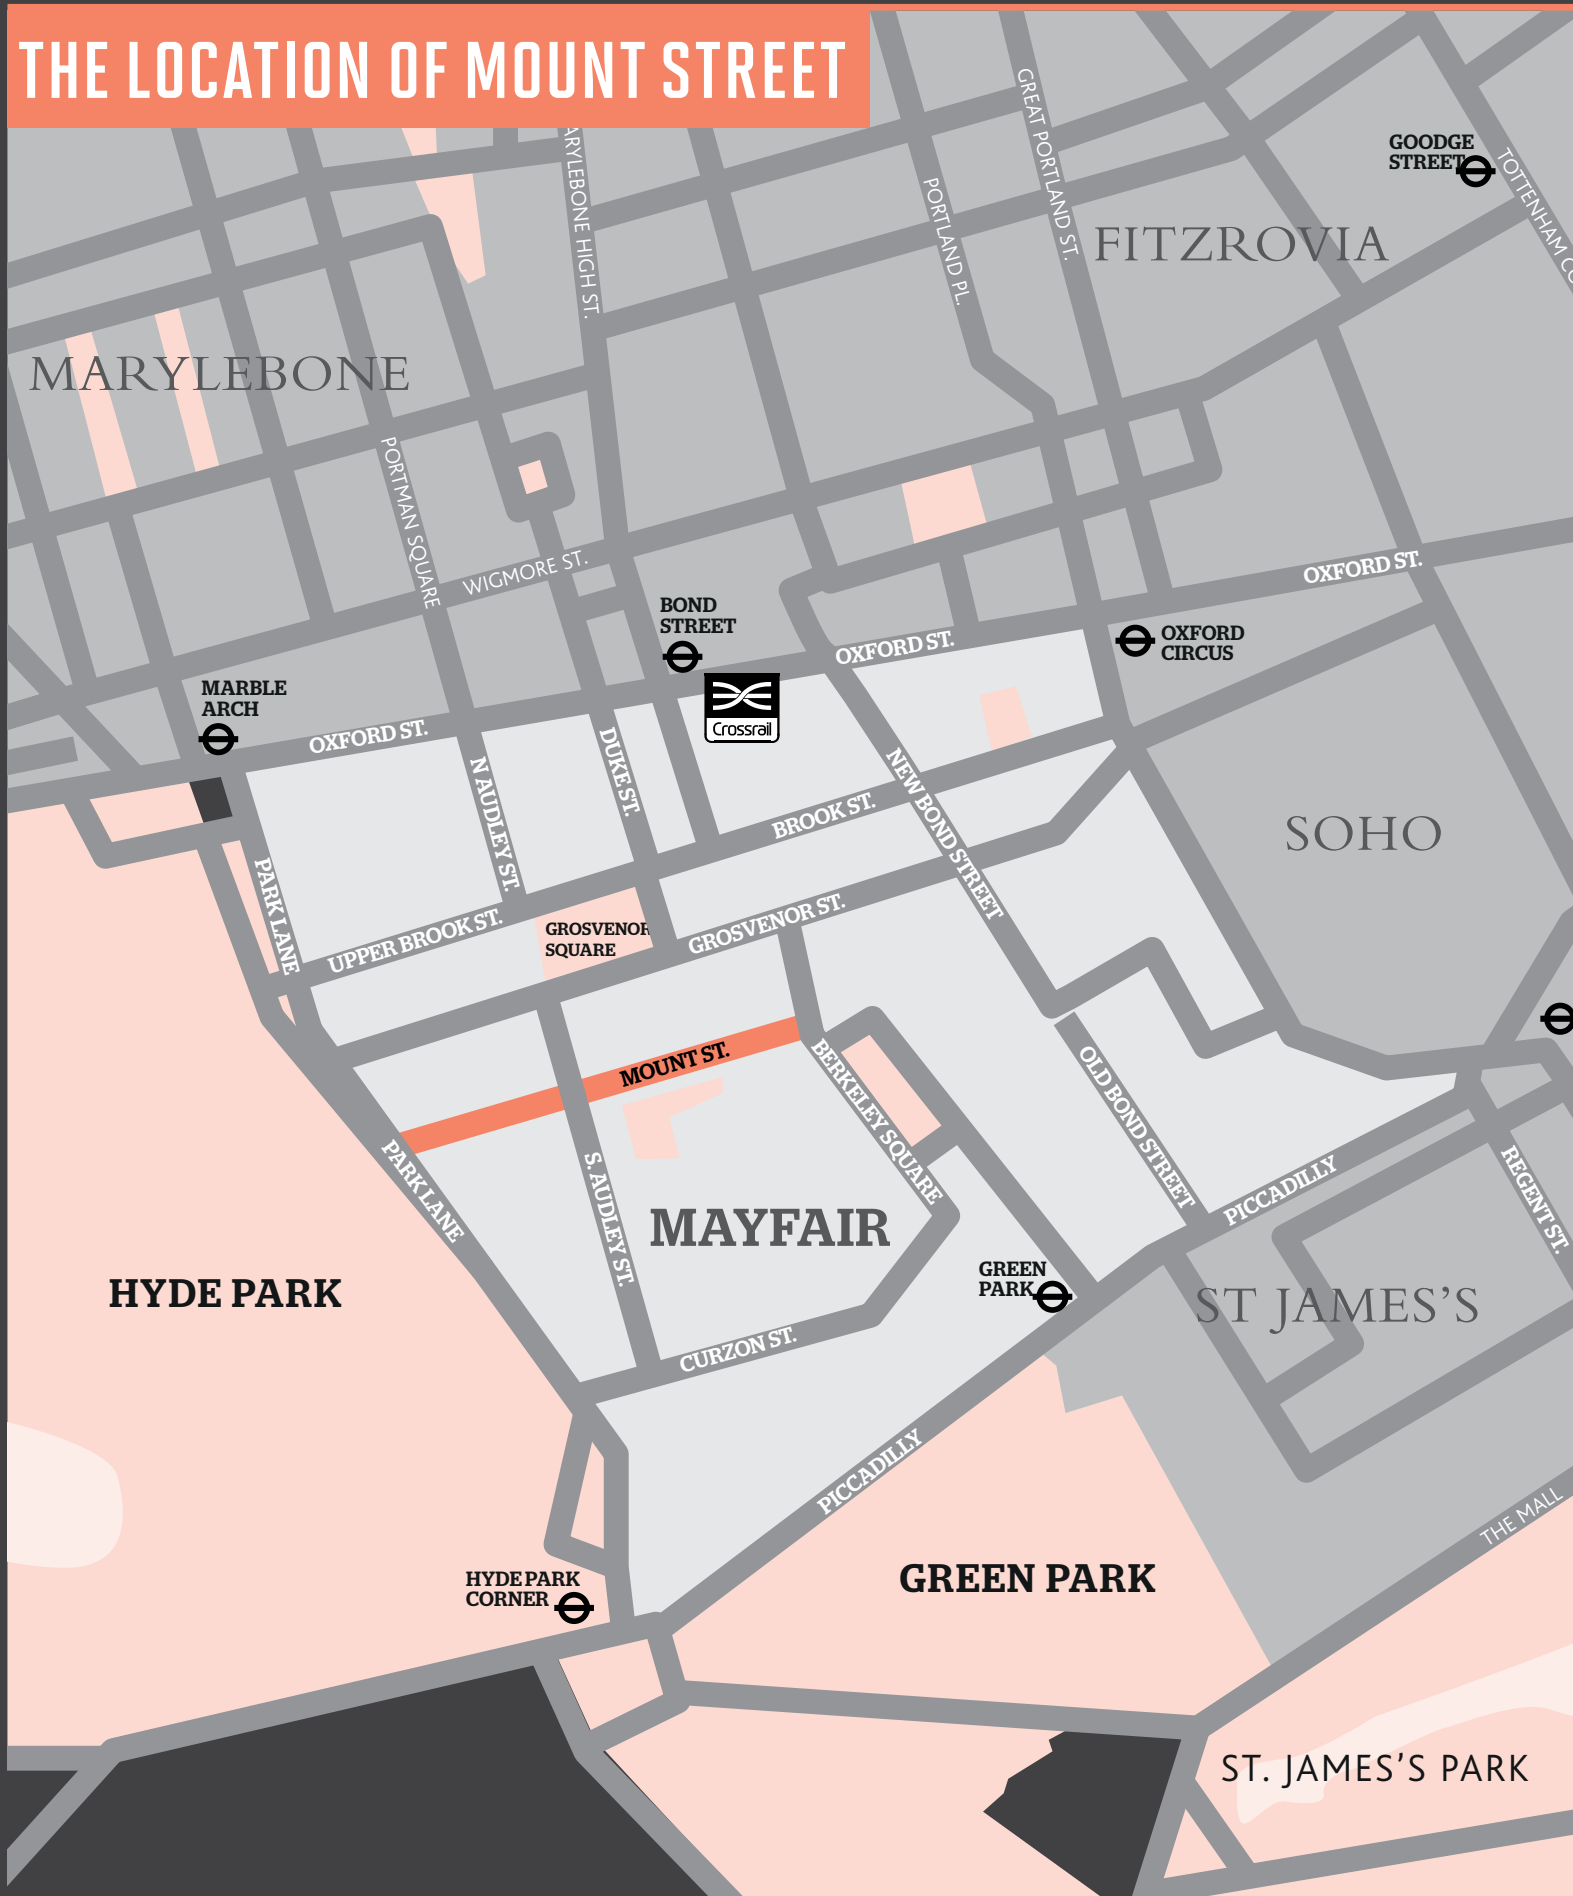 THE LOCATION OF MOUNT STREET
ARYLEBONE HIGH ST.
GREAT PORTLAND ST.
PORTLAND PL.
GOODGE
STREET
TOTTENHAM CO
FITZROVIA
MARYLEBONE
PORTMAN SQUARE
WIGMORE ST.
OXFORD ST.
BOND
STREET
OXFORD ST.
OXFORD
CIRCUS
MARBLE
ARCH
Crossrail
OXFORD ST.
DUKE ST.
N AUDLEY ST.
NEW BOND STREET
BROOK ST.
SOHO
PARK LANE
UPPER BROOK ST.
GROSVENOR
SQUARE
GROSVENOR ST.
MOUNT ST.
BERKELEY SQUARE
OLD BOND STREET
PARK LANE
S. AUDLEY ST.
MAYFAIR
PICCADILLY
REGENT ST.
HYDE PARK
GREEN
PARK
ST JAMES'S
CURZON ST.
PICCADILLY
THE MALL
GREEN PARK
HYDE PARK
CORNER
ST. JAMES'S PARK